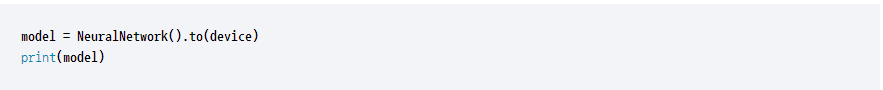 model = NeuralNetwork().to(device)
print(model)